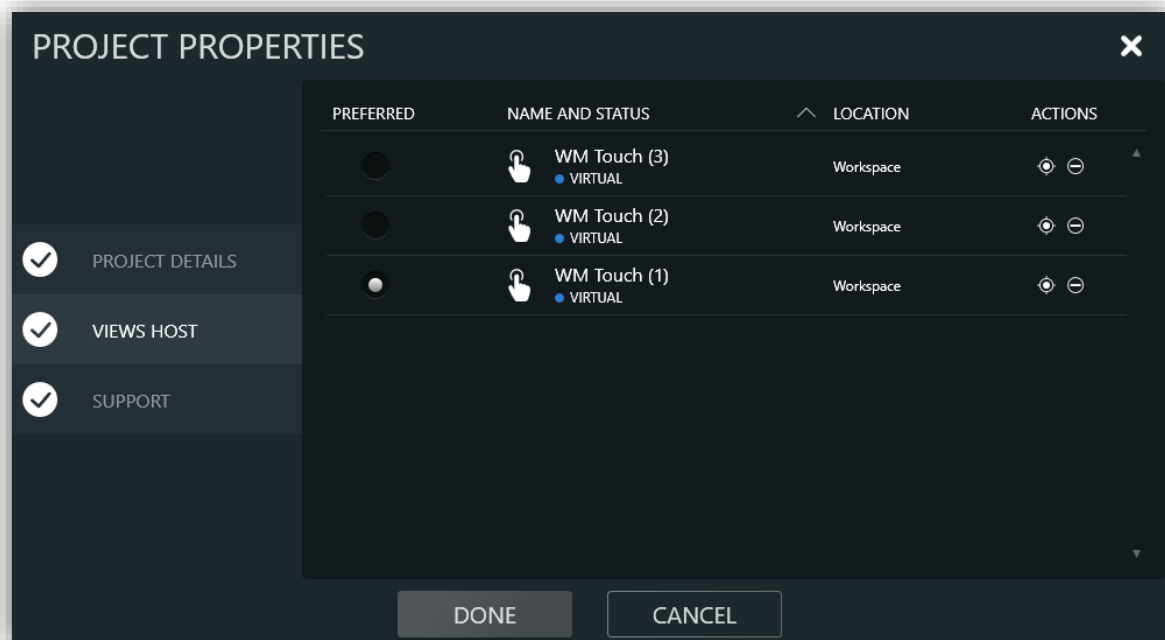 PROJECT PROPERTIES
PREFERRED NAME AND STATUS LOCATION ACTIONS
WM Touch (3)
VIRTUAL
Workspace
WM Touch (2)
VIRTUAL
Workspace
WM Touch (1)
VIRTUAL
Workspace
PROJECT DETAILS
VIEWS HOST
SUPPORT
DONE CANCEL